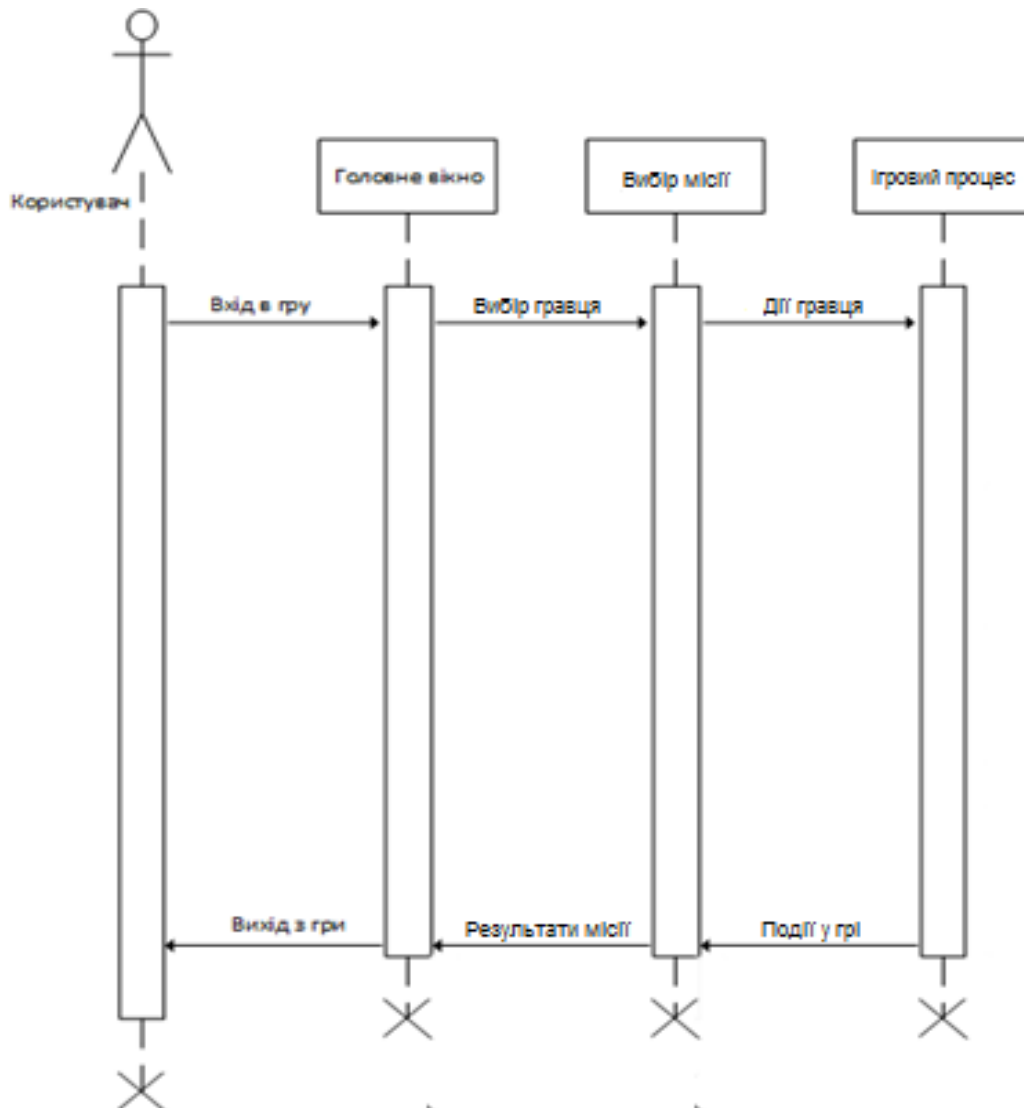 Користувач
Головне вікно
Вибір місії
Ігровий процес
Вхід в гру
Вибір гравця
Дії гравця
Вихід з гри
Результати місії
Події у грі